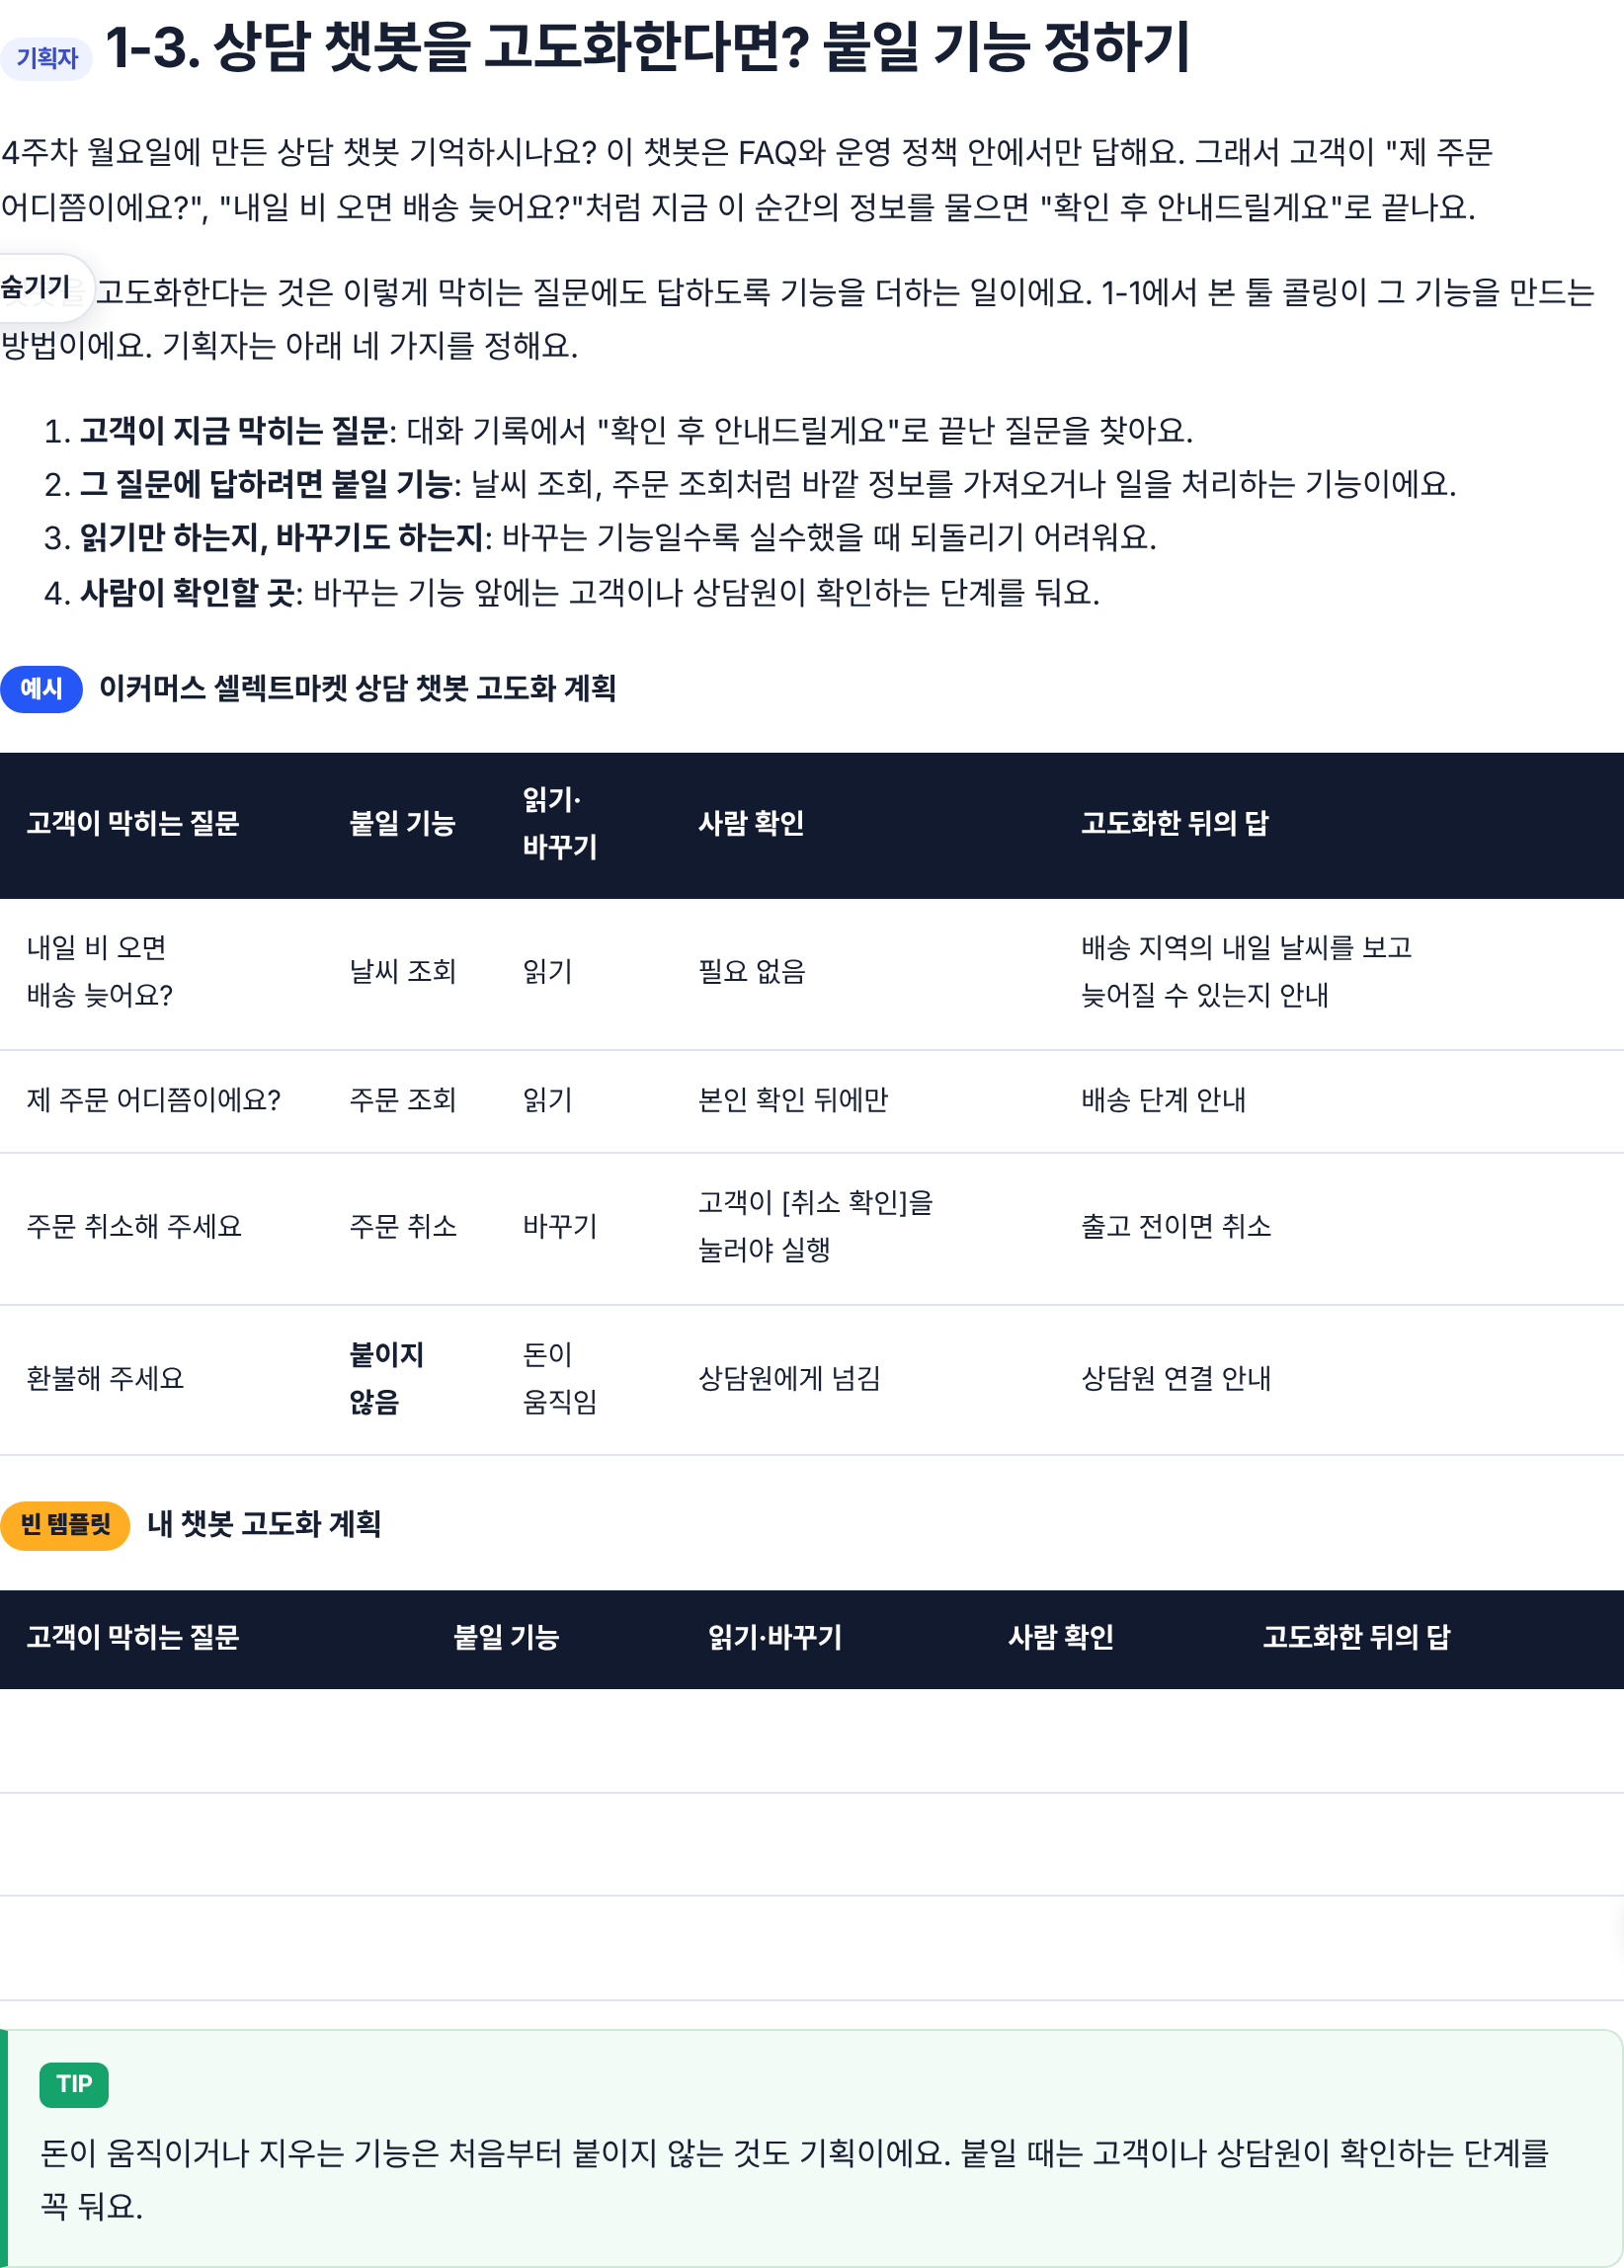 기획자 1-3. 상담 챗봇을 고도화한다면? 붙일 기능 정하기
4주차 월요일에 만든 상담 챗봇 기억하시나요? 이 챗봇은 FAQ와 운영 정책 안에서만 답해요. 그래서 고객이 "제 주문
어디쯤이에요?", "내일 비 오면 배송 늦어요?"처럼 지금 이 순간의 정보를 물으면 "확인 후 안내드릴게요"로 끝나요.
숨기기
고도화한다는 것은 이렇게 막히는 질문에도 답하도록 기능을 더하는 일이에요. 1-1에서 본 툴 콜링이 그 기능을 만드는
방법이에요. 기획자는 아래 네 가지를 정해요.
1. 고객이 지금 막히는 질문: 대화 기록에서 "확인 후 안내드릴게요"로 끝난 질문을 찾아요.
2. 그 질문에 답하려면 붙일 기능: 날씨 조회, 주문 조회처럼 바깥 정보를 가져오거나 일을 처리하는 기능이에요.
3. 읽기만 하는지, 바꾸기도 하는지: 바꾸는 기능일수록 실수했을 때 되돌리기 어려워요.
4. 사람이 확인할 곳: 바꾸는 기능 앞에는 고객이나 상담원이 확인하는 단계를 둬요.
예시 이커머스 셀렉트마켓 상담 챗봇 고도화 계획
고객이 막히는 질문 붙일 기능 읽기· 바꾸기 사람 확인 고도화한 뒤의 답
내일 비 오면 배송 늦어요? 날씨 조회 읽기 필요 없음 배송 지역의 내일 날씨를 보고 늦어질 수 있는지 안내
제 주문 어디쯤이에요? 주문 조회 읽기 본인 확인 뒤에만 배송 단계 안내
주문 취소해 주세요 주문 취소 바꾸기 고객이 [취소 확인]을 눌러야 실행 출고 전이면 취소
환불해 주세요 붙이지 않음 돈이 움직임 상담원에게 넘김 상담원 연결 안내
빈 템플릿 내 챗봇 고도화 계획
고객이 막히는 질문 붙일 기능 읽기·바꾸기 사람 확인 고도화한 뒤의 답
TIP
돈이 움직이거나 지우는 기능은 처음부터 붙이지 않는 것도 기획이에요. 붙일 때는 고객이나 상담원이 확인하는 단계를
꼭 둬요.